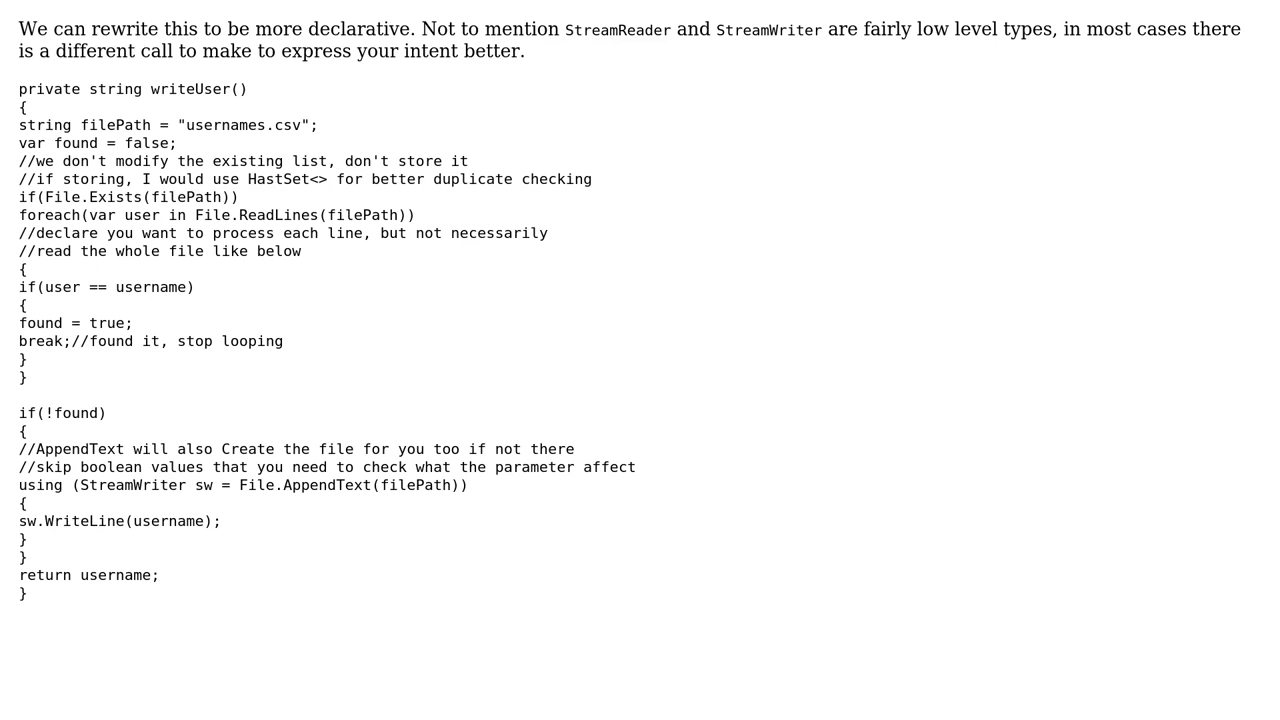 We can rewrite this to be more declarative. Not to mention StreamReader and StreamWriter are fairly low level types, in most cases there
is a different call to make to express your intent better.
private string writeUser()
{
string filePath = "usernames.csv";
var found = false;
//we don't modify the existing list, don't store it
//if storing, I would use HastSet<> for better duplicate checking
if(File.Exists(filePath))
foreach(var user in File.ReadLines(filePath))
//declare you want to process each line, but not necessarily
//read the whole file like below
{
if(user == username)
{
found = true;
break;//found it, stop looping
}
}

if(!found)
{
//AppendText will also Create the file for you too if not there
//skip boolean values that you need to check what the parameter affect
using (StreamWriter sw = File.AppendText(filePath))
{
sw.WriteLine(username);
}
}
return username;
}